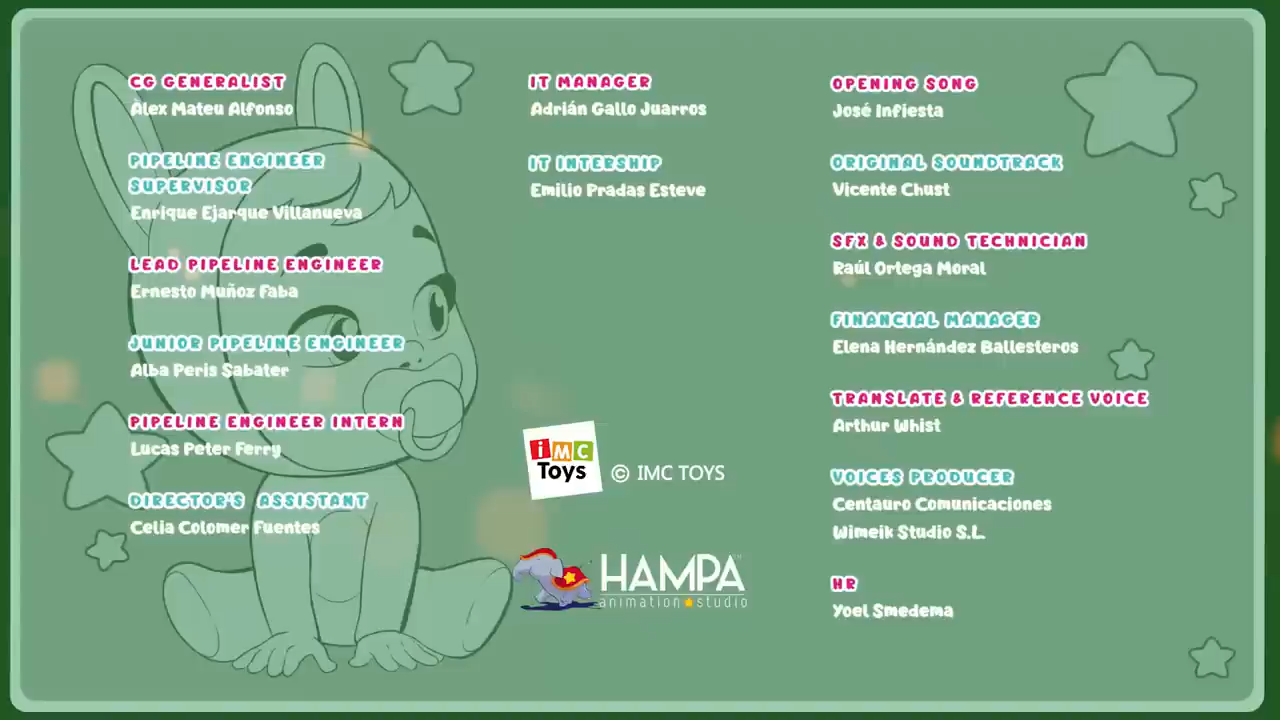 CG GENERALIST
Àlex Mateu Alfonso
PIPELINE ENGINEER
SUPERVISOR
Enrique Ejarque Villanueva
LEAD PIPELINE ENGINEER
Ernesto Muñoz Faba
JUNIOR PIPELINE ENGINEER
Alba Peris Sabater
PIPELINE ENGINEER INTERN
Lucas Peter Ferry
DIRECTOR'S ASSISTANT
Celia Colomer Fuentes
IT MANAGER
Adrián Gallo Juarros
IT INTERSHIP
Emilio Pradas Esteve
iMC
Toys
© IMC TOYS
HAMPA
animation studio
OPENING SONG
José Infiesta
ORIGINAL SOUNDTRACK
Vicente Chust
SFX & SOUND TECHNICIAN
Raúl Ortega Moral
FINANCIAL MANAGER
Elena Hernández Ballesteros
TRANSLATE & REFERENCE VOICE
Arthur Whist
VOICES PRODUCER
Centauro Comunicaciones
Wimeik Studio S.L.
HR
Yoel Smedema